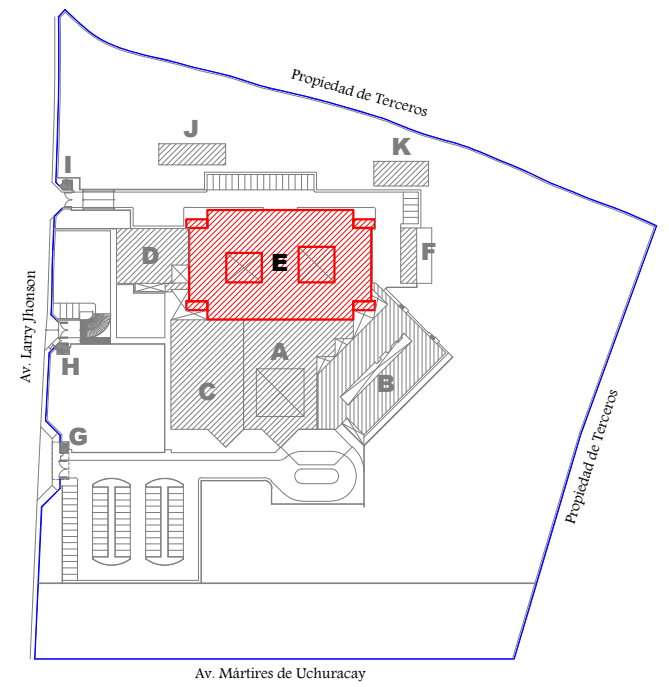 Propiedad de Terceros
J
K
I
D
E
F
Av. Larry Jhonson
A
H
B
C
G
Propiedad de Terceros
Av. Mártires de Uchuracay